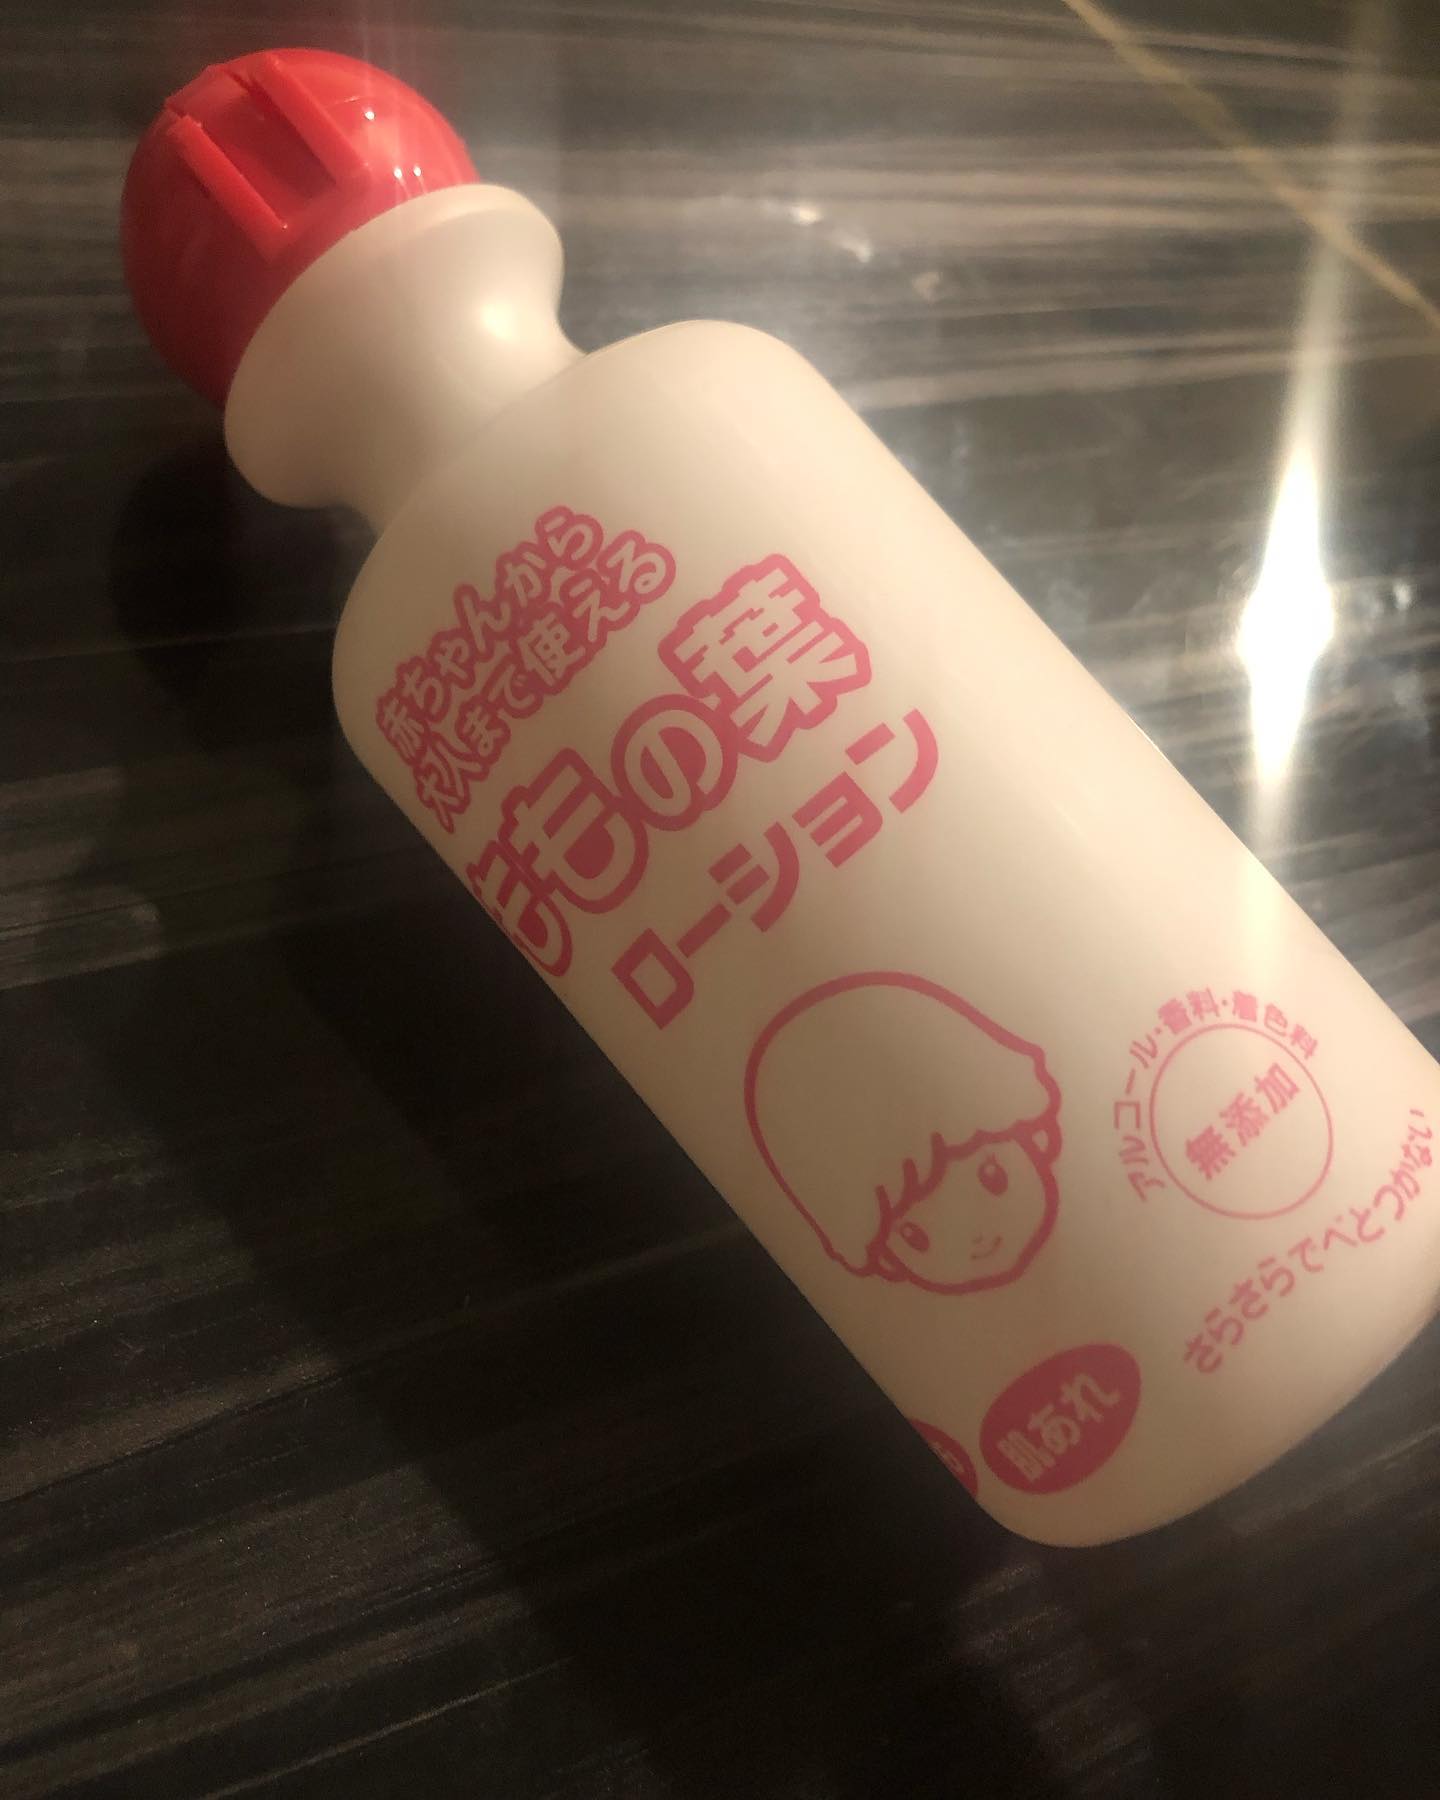 赤ちゃんから
大人まで使える
ももの葉
ローション
アルコール・香料・着色料
無添加
さらさらでべとつかない
肌あれ